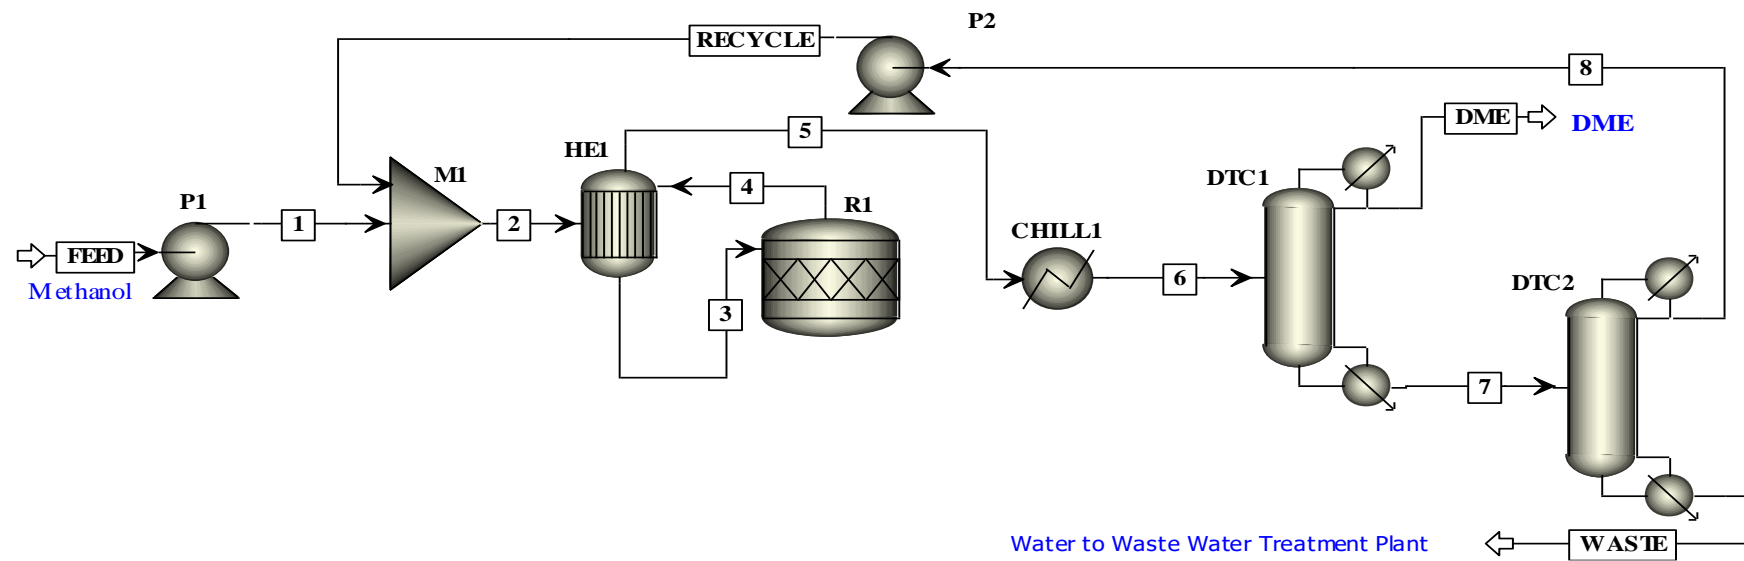 P2
RECYCLE
8
DME
DME
5
HE1
M1
4
DTC1
P1
R1
1
2
CHILL1
FEED
6
DTC2
Methanol
3
7
Water to Waste Water Treatment Plant
WASTE